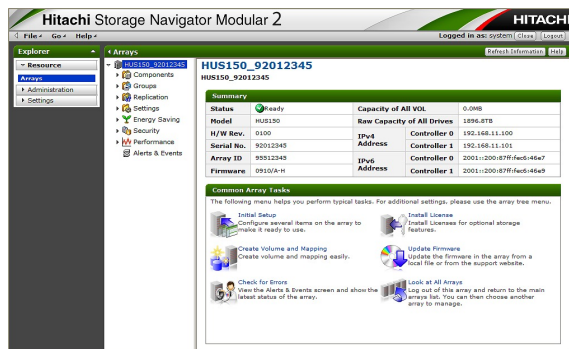 Hitachi Storage Navigator Modular 2
HITACHI
File Go Help
Logged in as: system Close Logout
Explorer
Arrays
Refresh Information Help
Resource
Arrays
Administration
Settings
HUS150_92012345
Components
Groups
Replication
Settings
Energy Saving
Security
Performance
Alerts & Events
HUS150_92012345
HUS150_92012345
Summary
Status Ready Capacity of All VOL 0.0MB
Model HUS150 Raw Capacity of All Drives 1896.8TB
H/W Rev. 0100 IPv4 Address Controller 0 192.168.11.100
Serial No. 92012345 Controller 1 192.168.11.101
Array ID 95512345 IPv6 Address Controller 0 2001::200:87ff:fec6:46e7
Firmware 0910/A-H Controller 1 2001::200:87ff:fec6:46e9
Common Array Tasks
The following menu helps you perform typical tasks. For additional settings, please use the array tree menu.
Initial Setup
Configure several items on the array to
make it ready to use.
Install License
Install Licenses for optional storage
features.
Create Volume and Mapping
Create volume and mapping easily.
Update Firmware
Update the firmware in the array from a
local file or from the support website.
Check for Errors
View the Alerts & Events screen and show the
latest status of the array.
Look at All Arrays
Log out of this array and return to the main
arrays list. You can then choose another
array to manage.